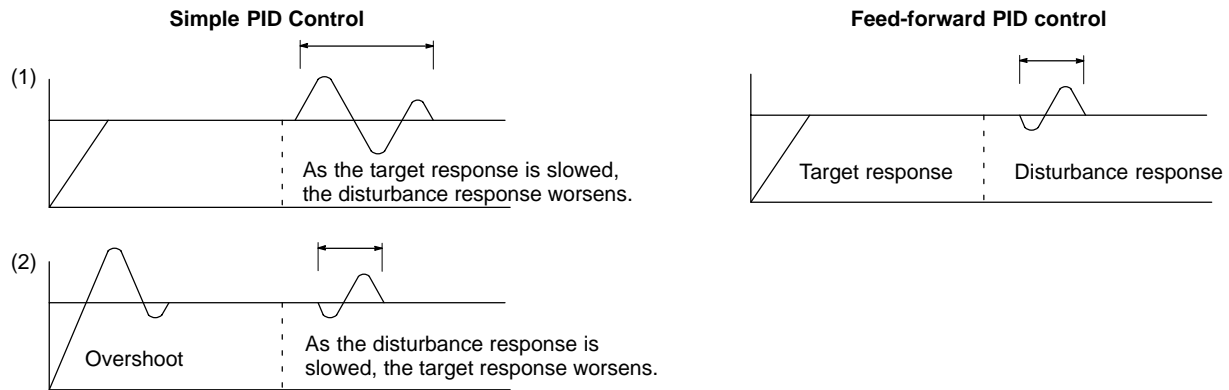 Simple PID Control
Feed-forward PID control
(1)
As the target response is slowed,
the disturbance response worsens.
Target response
Disturbance response
(2)
Overshoot
As the disturbance response is
slowed, the target response worsens.